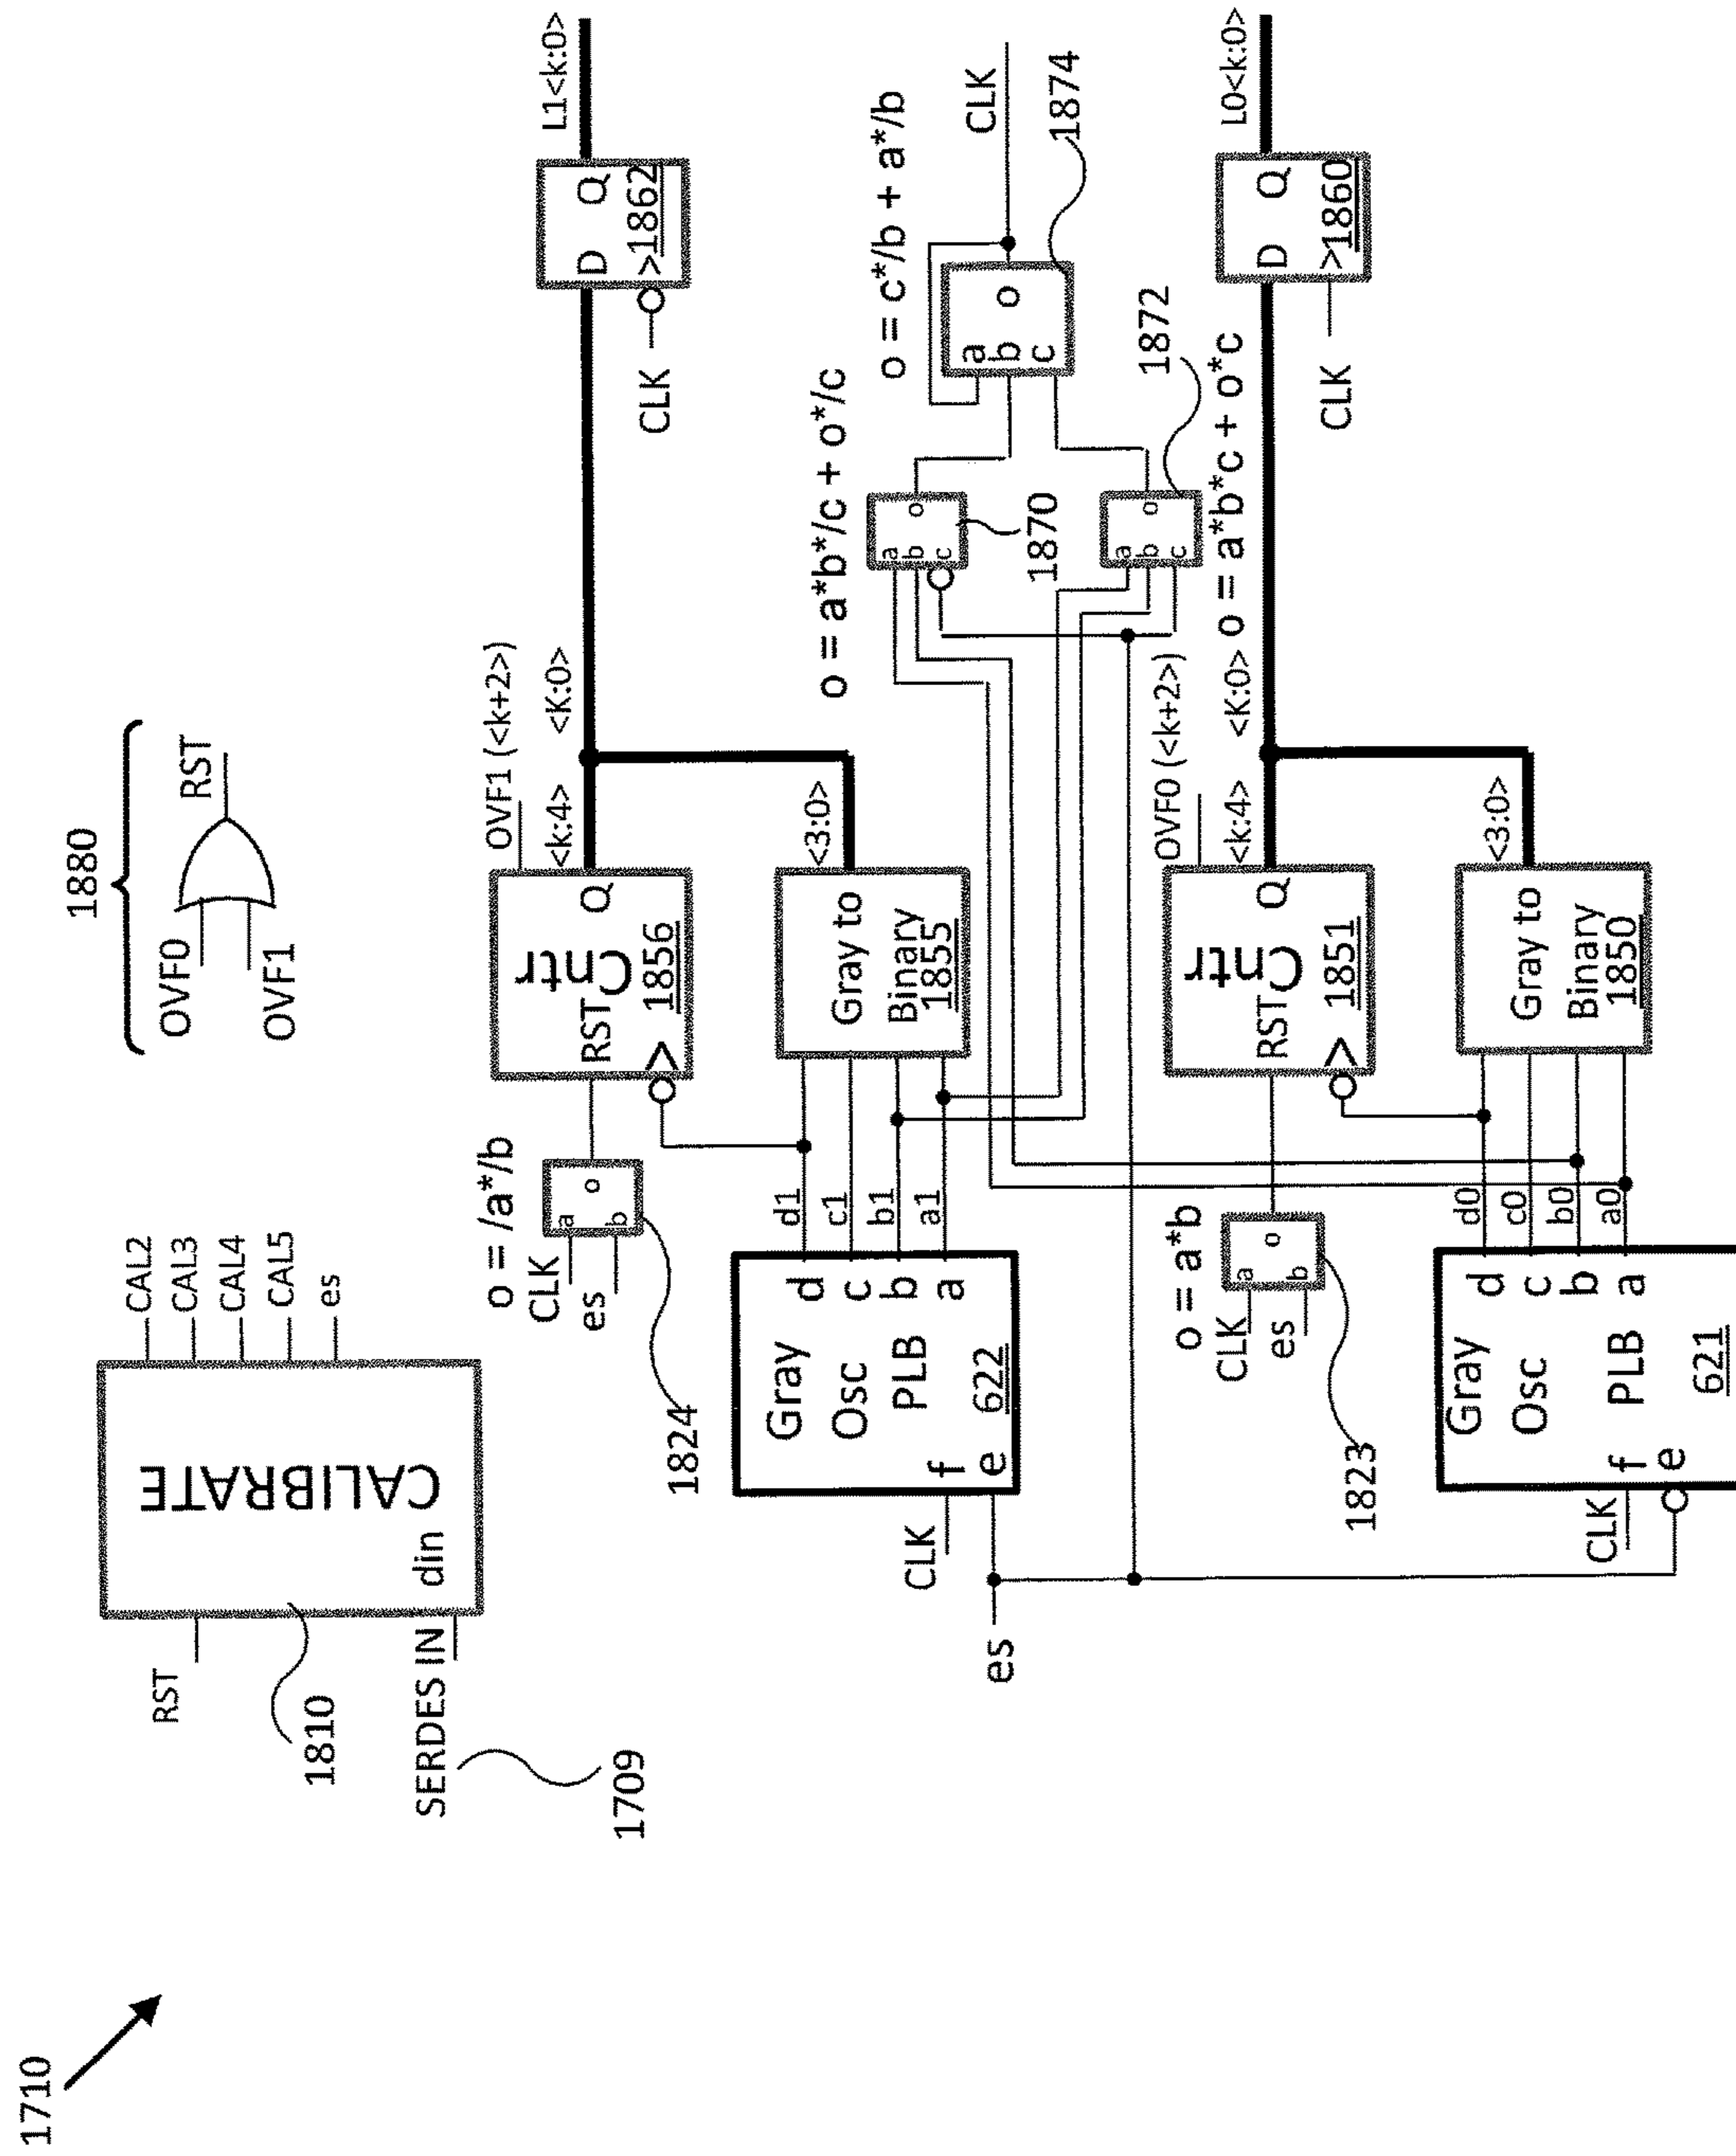 1710
1880
OVF0
OVF1
RST
CALIBRATE
din
RST
SERDES IN
1810
1709
CAL2
CAL3
CAL4
CAL5
es
o = /a*/b
CLK
es
a
b
o
1824
RST
Cntr
Q
> 1856
OVF1 (<k+2>)
<k:4>
<K:0>
D Q
>1862
CLK
L1<k:0>
Gray
Osc
PLB
622
f
e
d
c
b
a
CLK
es
d1
c1
b1
a1
Gray to
Binary
1855
<3:0>
o = a*b*/c + o*/c
a
b
c
o
1870
o = c*/b + a*/b
a
b
c
o
CLK
1874
a
b
c
o
1872
o = a*b*c + o*c
o = a*b
CLK
es
a
b
o
1823
RST
Cntr
Q
> 1851
OVF0 (<k+2>)
<k:4>
<K:0>
D Q
>1860
CLK
L0<k:0>
Gray
Osc
PLB
621
f
e
d
c
b
a
CLK
d0
c0
b0
a0
Gray to
Binary
1850
<3:0>